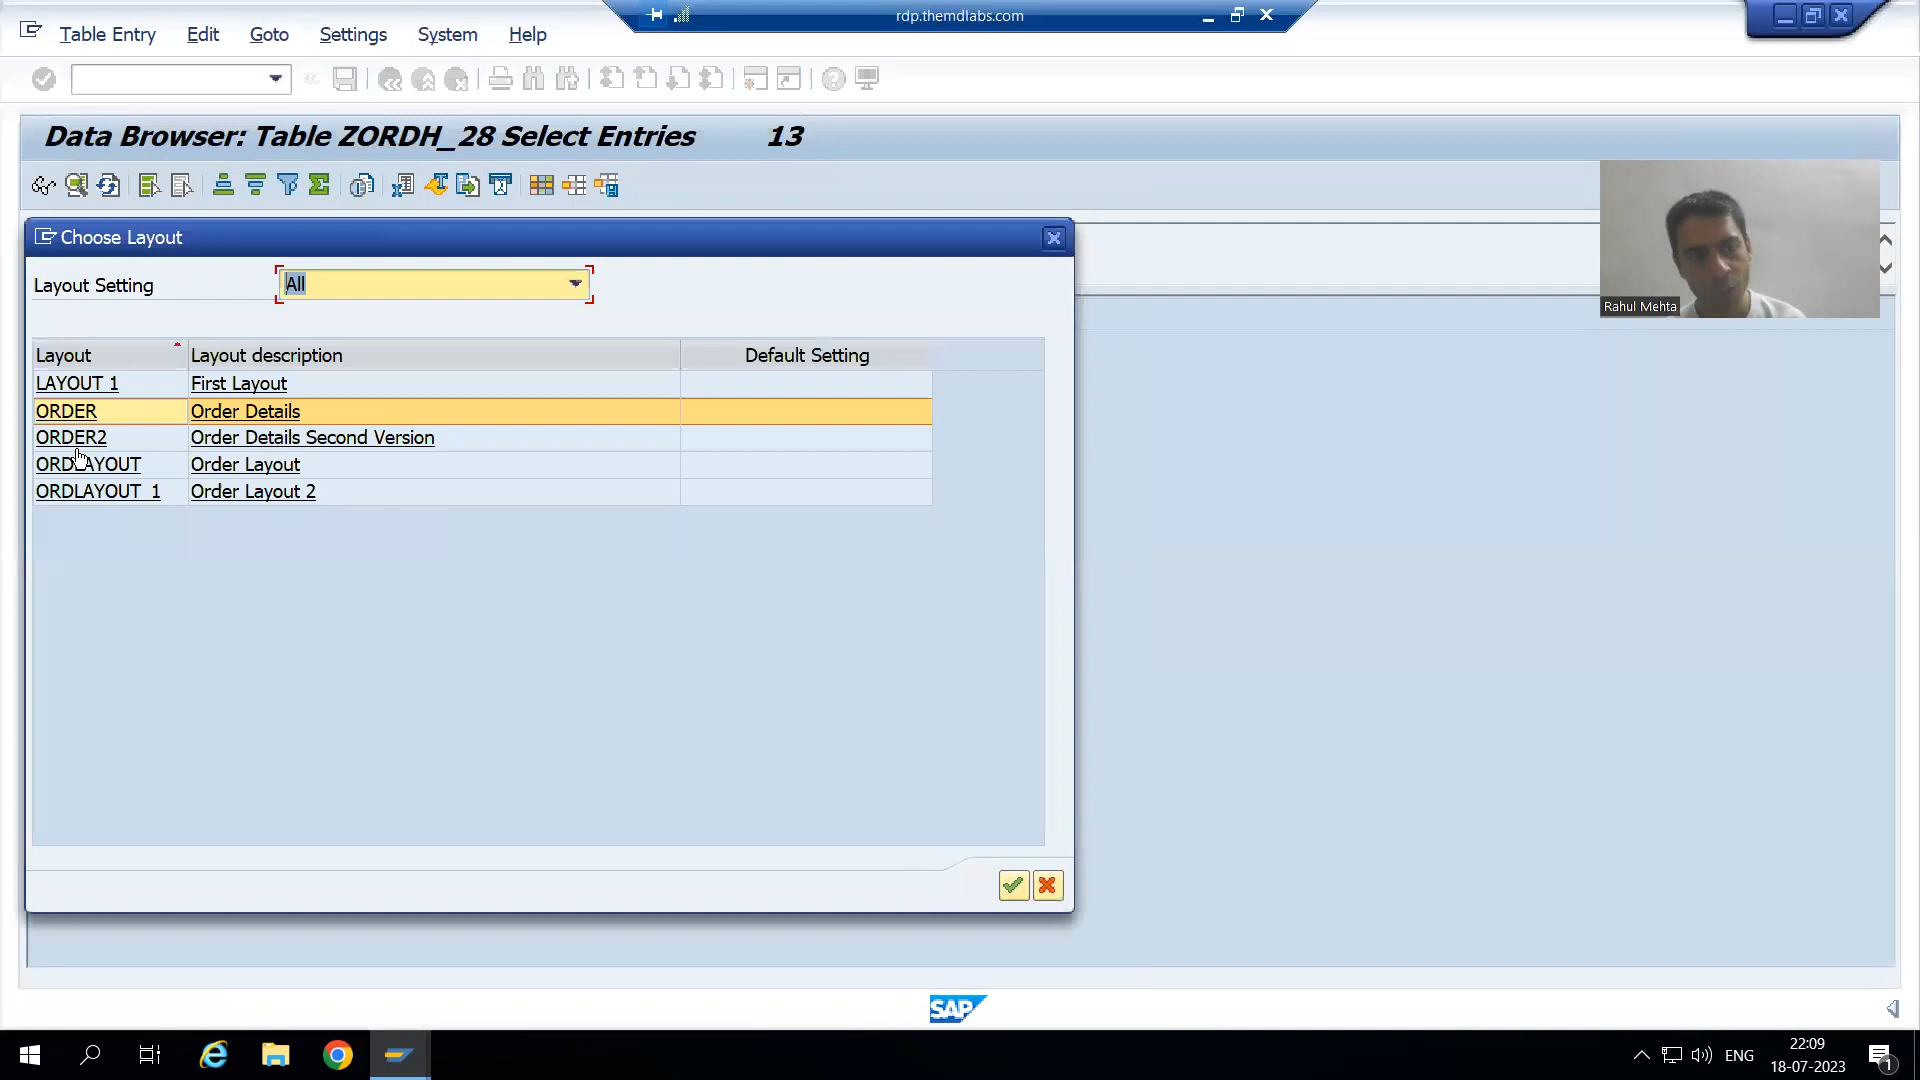 rdp.themdlabs.com
Table Entry Edit Goto Settings System Help
Data Browser: Table ZORDH_28 Select Entries 13
Choose Layout
Layout Setting All
Layout Layout description Default Setting
LAYOUT 1 First Layout
ORDER Order Details
ORDER2 Order Details Second Version
ORDLAYOUT Order Layout
ORDLAYOUT_1 Order Layout 2
Rahul Mehta
SAP
ENG
22:09
18-07-2023
1